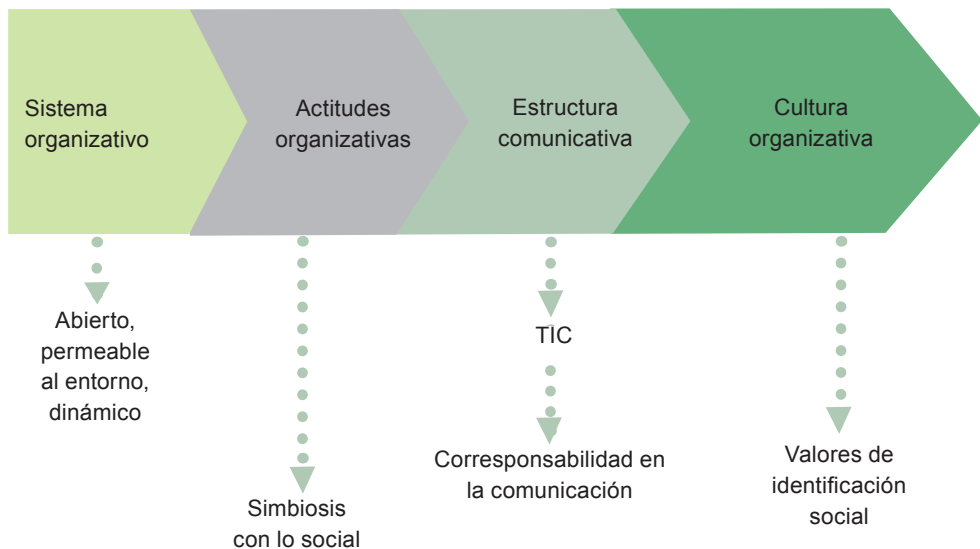 Sistema
organizativo
Actitudes
organizativas
Estructura
comunicativa
Cultura
organizativa
Abierto,
permeable
al entorno,
dinámico
Simbiosis
con lo social
TIC
Corresponsabilidad en
la comunicación
Valores de
identificación
social